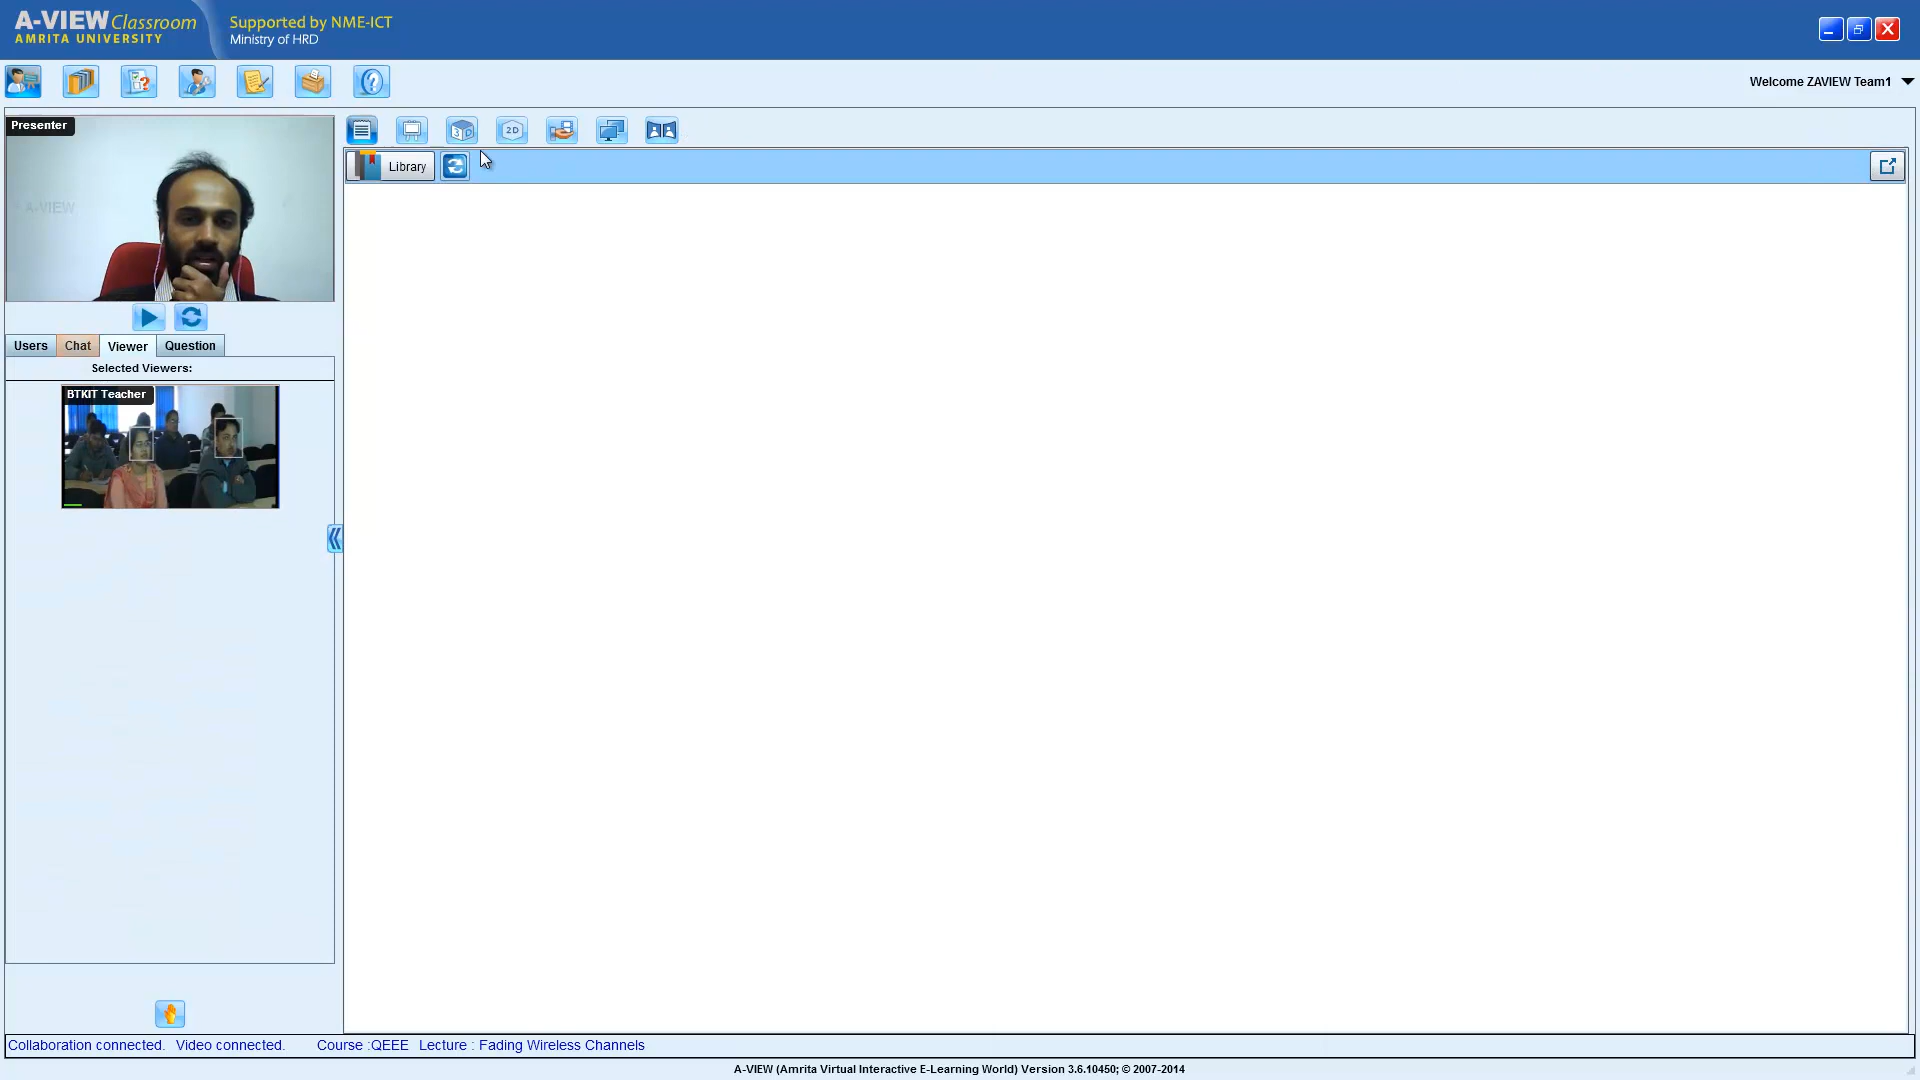 A-VIEW Classroom
AMRITA UNIVERSITY
Supported by NME-ICT
Ministry of HRD
Welcome ZAVIEW Team1
Presenter
A-VIEW
3D
2D
Library
Users Chat Viewer Question
Selected Viewers:
BTKIT Teacher
Collaboration connected. Video connected. Course :QEEE Lecture : Fading Wireless Channels
A-VIEW (Amrita Virtual Interactive E-Learning World) Version 3.6.10450; © 2007-2014